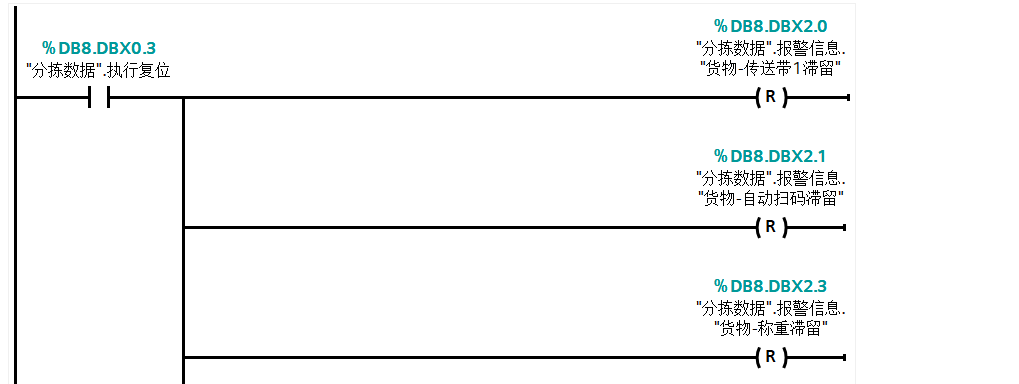 %DB8.DBX2.0
%DB8.DBX0.3
"分拣数据".报警信息.
"分拣数据".执行复位
"货物-传送带1滞留"
R
%DB8.DBX2.1
"分拣数据".报警信息.
"货物-自动扫码滞留"
R
%DB8.DBX2.3
"分拣数据".报警信息.
"货物-称重滞留"
R